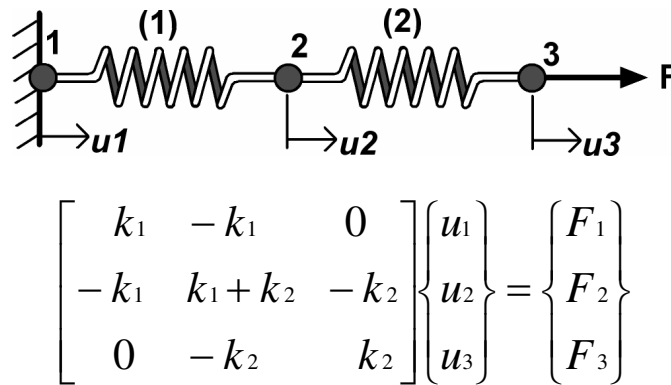 (1) (2)
1 2 3 F
u1 u2 u3
k1 -k1 0 u1 F1
-k1 k1+k2 -k2 u2 = F2
0 -k2 k2 u3 F3